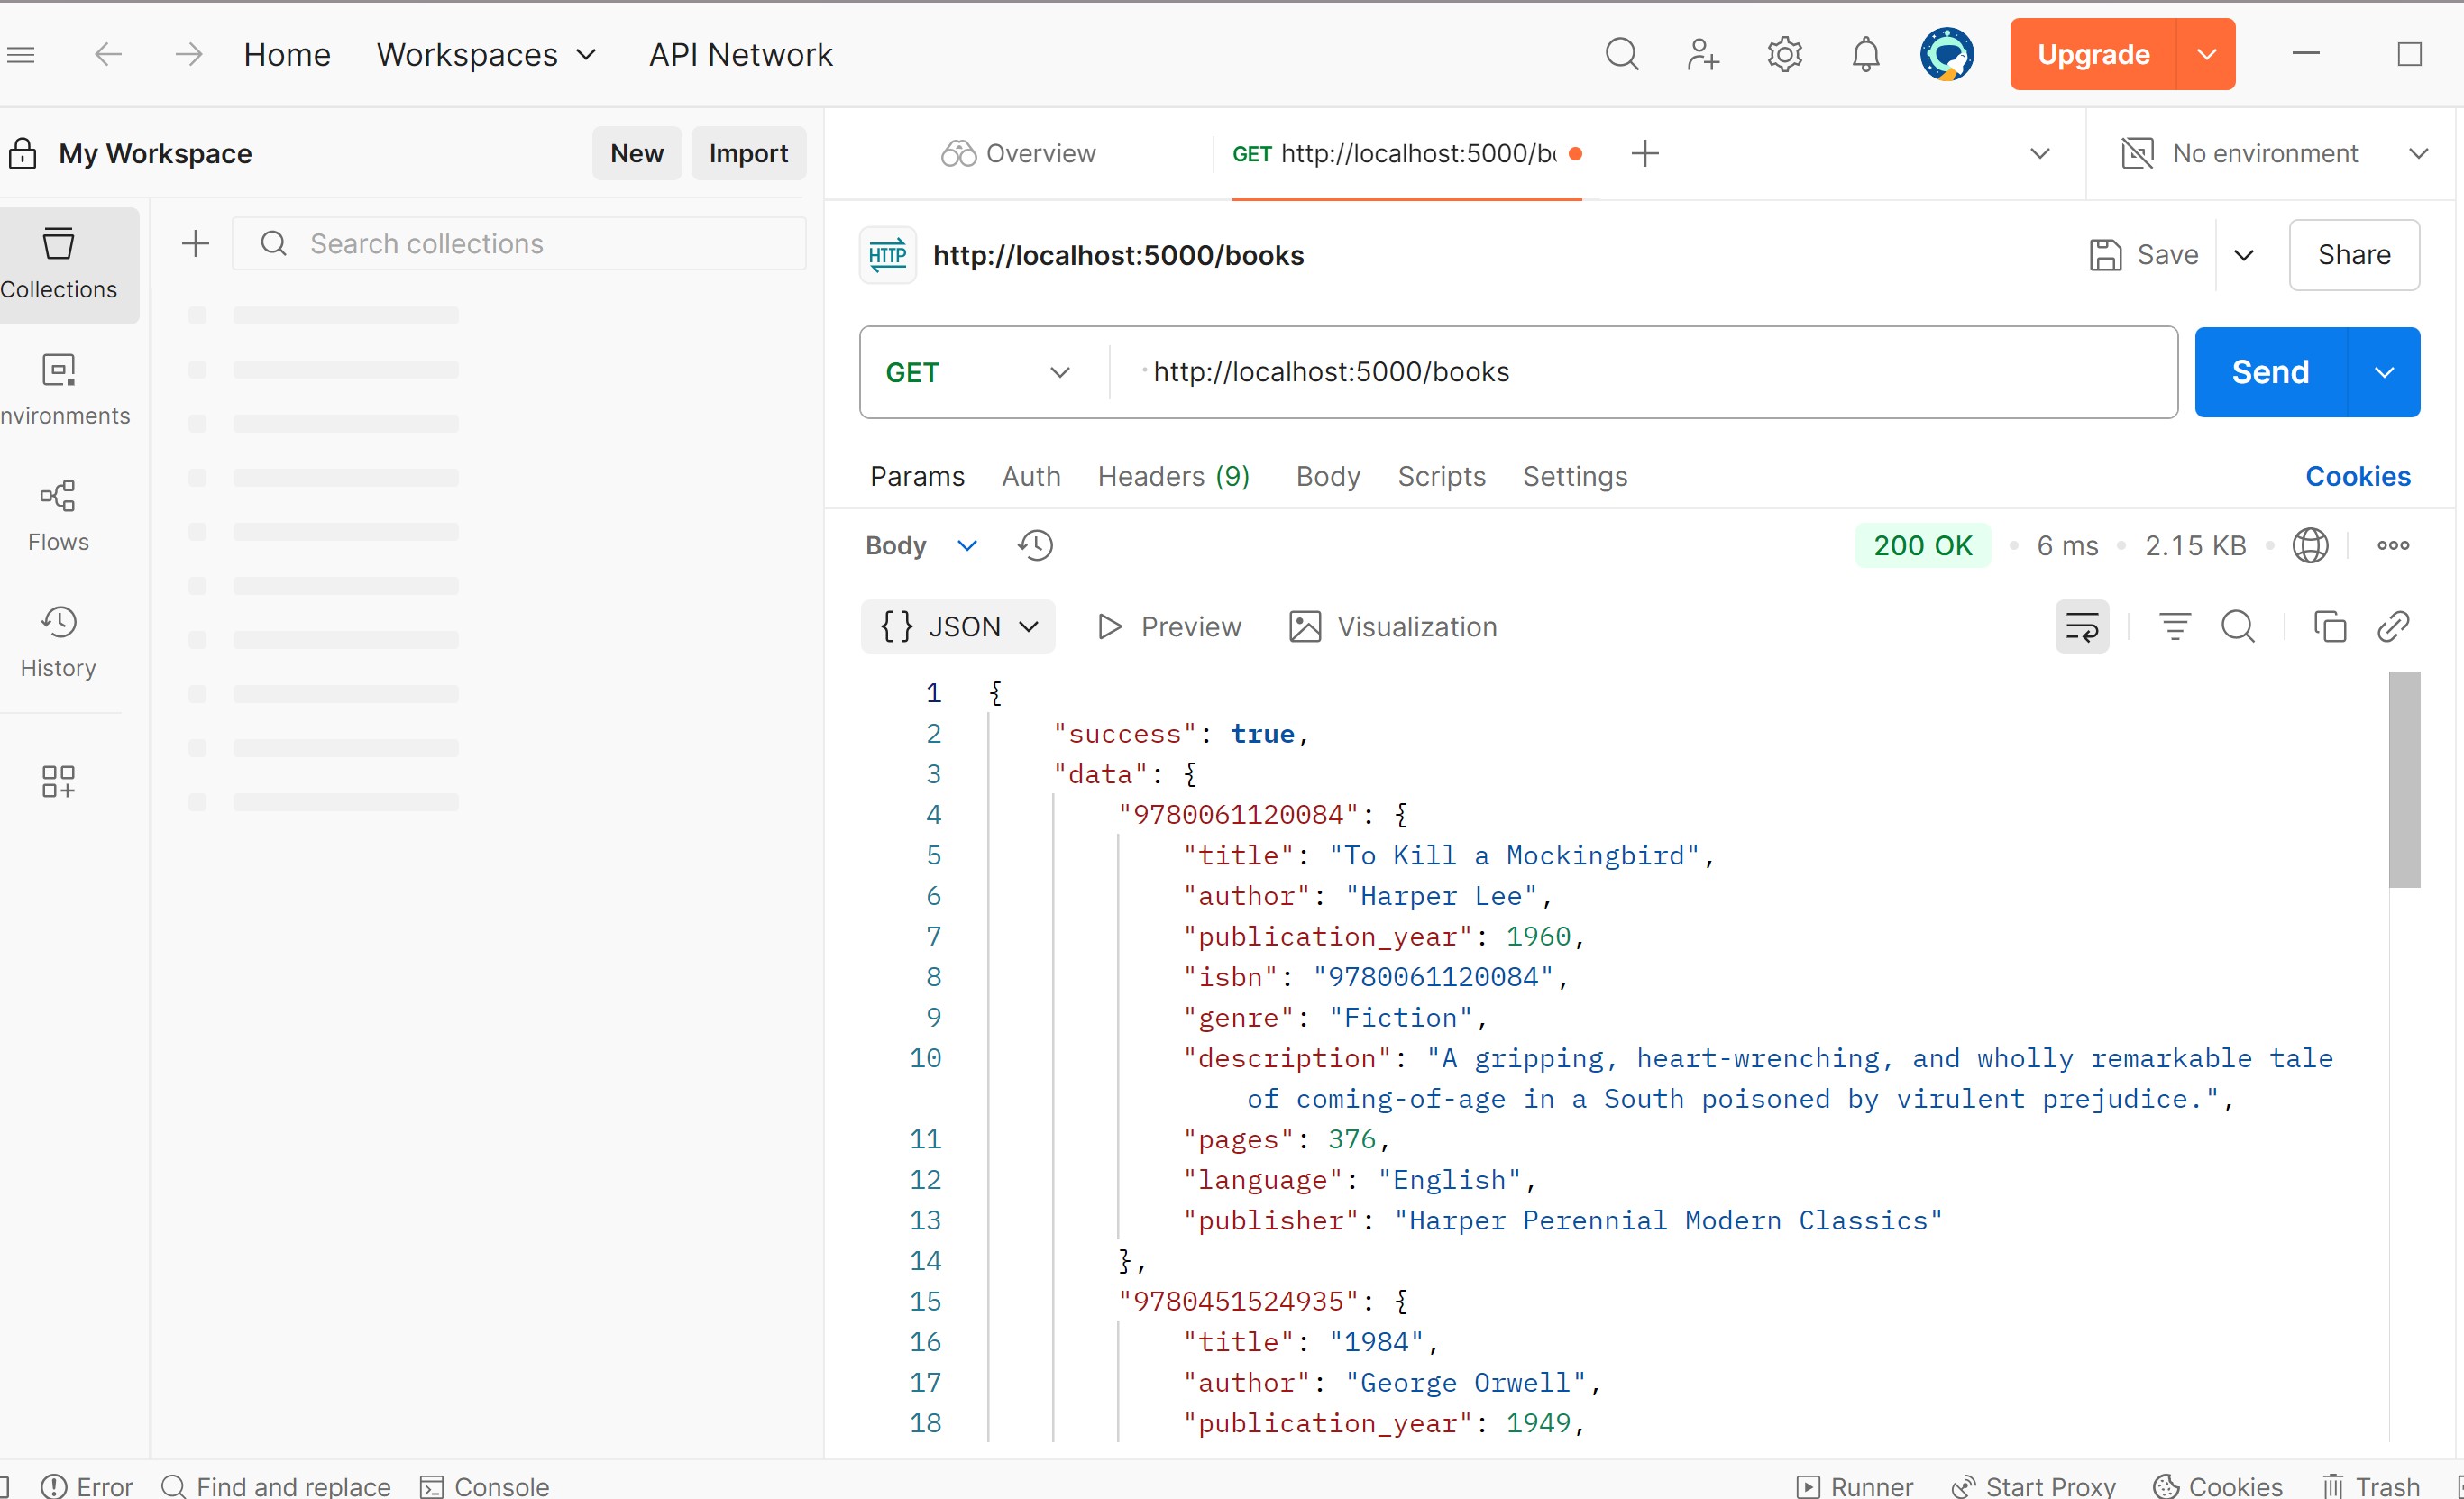 Home Workspaces API Network Upgrade
My Workspace New Import
Overview GET http://localhost:5000/b No environment
Collections
Search collections
nvironments
Flows
History
HTTP http://localhost:5000/books Save Share
GET http://localhost:5000/books Send
Params Auth Headers (9) Body Scripts Settings Cookies
Body 200 OK • 6 ms • 2.15 KB •
{} JSON Preview Visualization
1 {
2 "success": true,
3 "data": {
4 "9780061120084": {
5 "title": "To Kill a Mockingbird",
6 "author": "Harper Lee",
7 "publication_year": 1960,
8 "isbn": "9780061120084",
9 "genre": "Fiction",
10 "description": "A gripping, heart-wrenching, and wholly remarkable tale
of coming-of-age in a South poisoned by virulent prejudice.",
11 "pages": 376,
12 "language": "English",
13 "publisher": "Harper Perennial Modern Classics"
14 },
15 "9780451524935": {
16 "title": "1984",
17 "author": "George Orwell",
18 "publication_year": 1949,
Error Find and replace Console Runner Start Proxy Cookies Trash